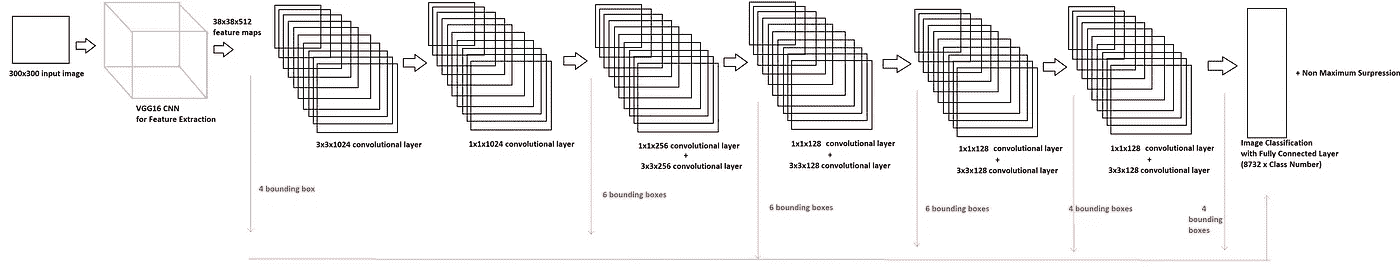 300x300 input image
VGG16 CNN
for Feature Extraction
38x38x512
feature maps
3x3x1024 convolutional layer
1x1x1024 convolutional layer
1x1x256 convolutional layer
+
3x3x256 convolutional layer
1x1x128 convolutional layer
+
3x3x128 convolutional layer
1x1x128 convolutional layer
+
3x3x128 convolutional layer
1x1x128 convolutional layer
+
3x3x128 convolutional layer
Image Classification
with Fully Connected Layer
(8732 x Class Number)
+ Non Maximum Surpression
4 bounding box
6 bounding boxes
6 bounding boxes
6 bounding boxes
4 bounding boxes
4
bounding
boxes